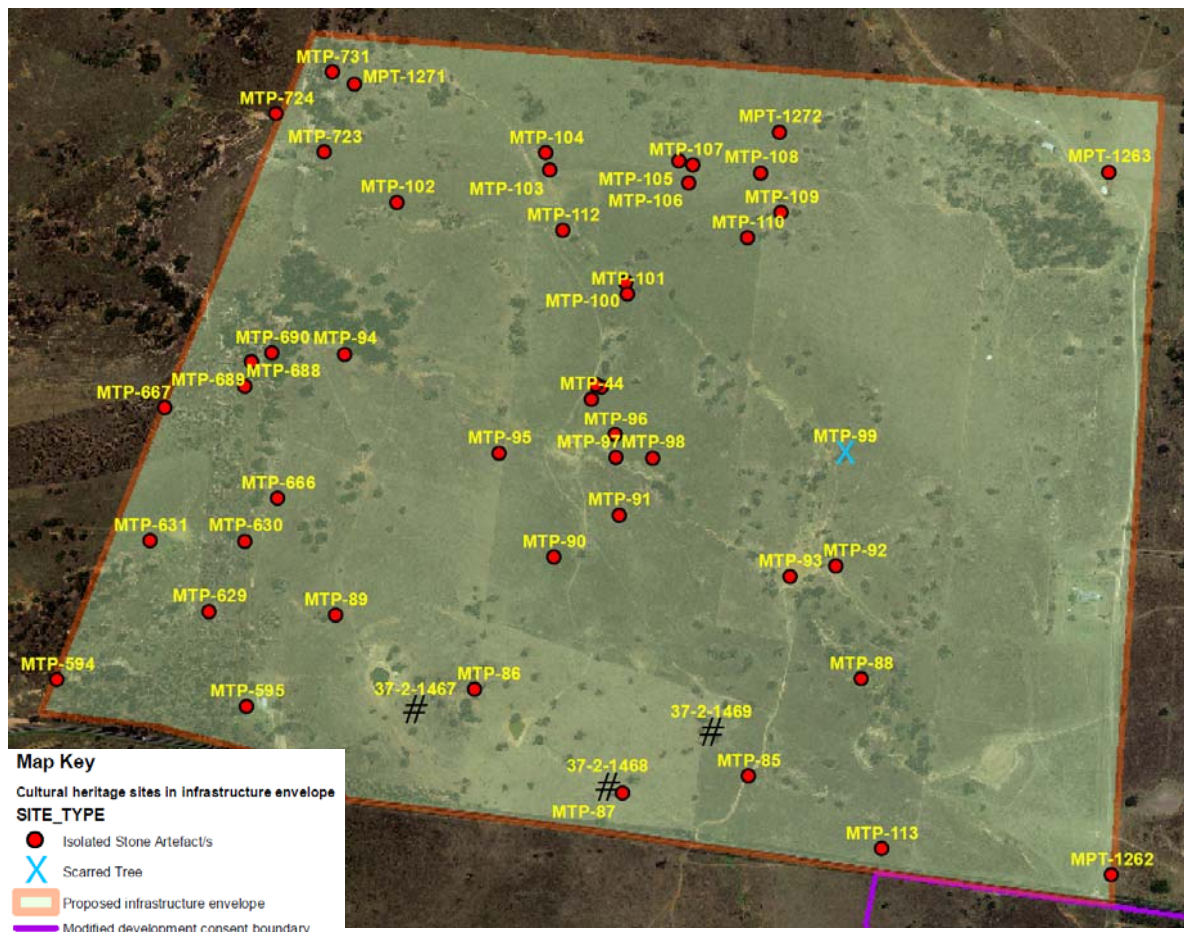 MTP-731
MPT-1271
MTP-724
MPT-1272
MTP-723
MTP-104
MTP-107
MTP-108
MPT-1263
MTP-103
MTP-105
MTP-102
MTP-106
MTP-109
MTP-112
MTP-110
MTP-101
MTP-100
MTP-690
MTP-94
MTP-689
MTP-688
MTP-667
MTP-44
MTP-96
MTP-99
MTP-95
MTP-97
MTP-98
MTP-666
MTP-91
MTP-631
MTP-630
MTP-90
MTP-93
MTP-92
MTP-629
MTP-89
MTP-594
MTP-86
MTP-88
MTP-595
37-2-1467
37-2-1469
37-2-1468
MTP-85
MTP-87
MTP-113
MPT-1262
Map Key
Cultural heritage sites in infrastructure envelope
SITE_TYPE
Isolated Stone Artefact/s
Scarred Tree
Proposed infrastructure envelope
Modified development consent boundary